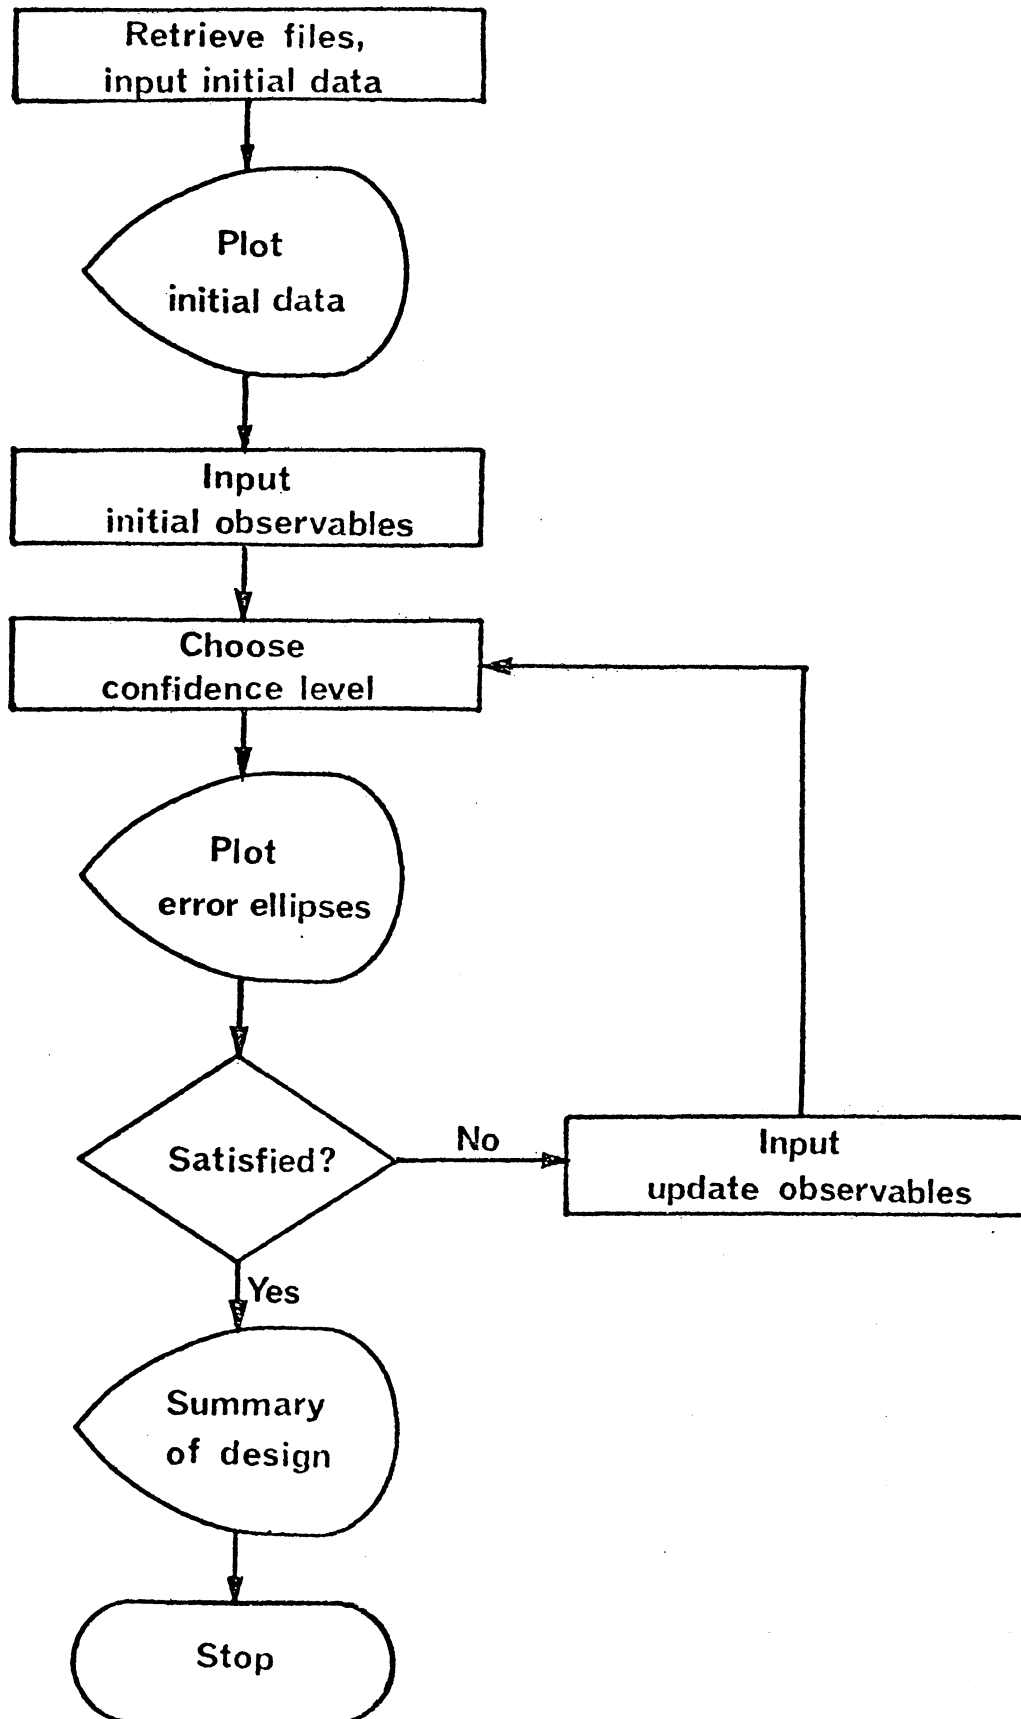 Retrieve files,
input initial data
Plot
initial data
Input
initial observables
Choose
confidence level
Plot
error ellipses
Satisfied?
No
Input
update observables
Yes
Summary
of design
Stop